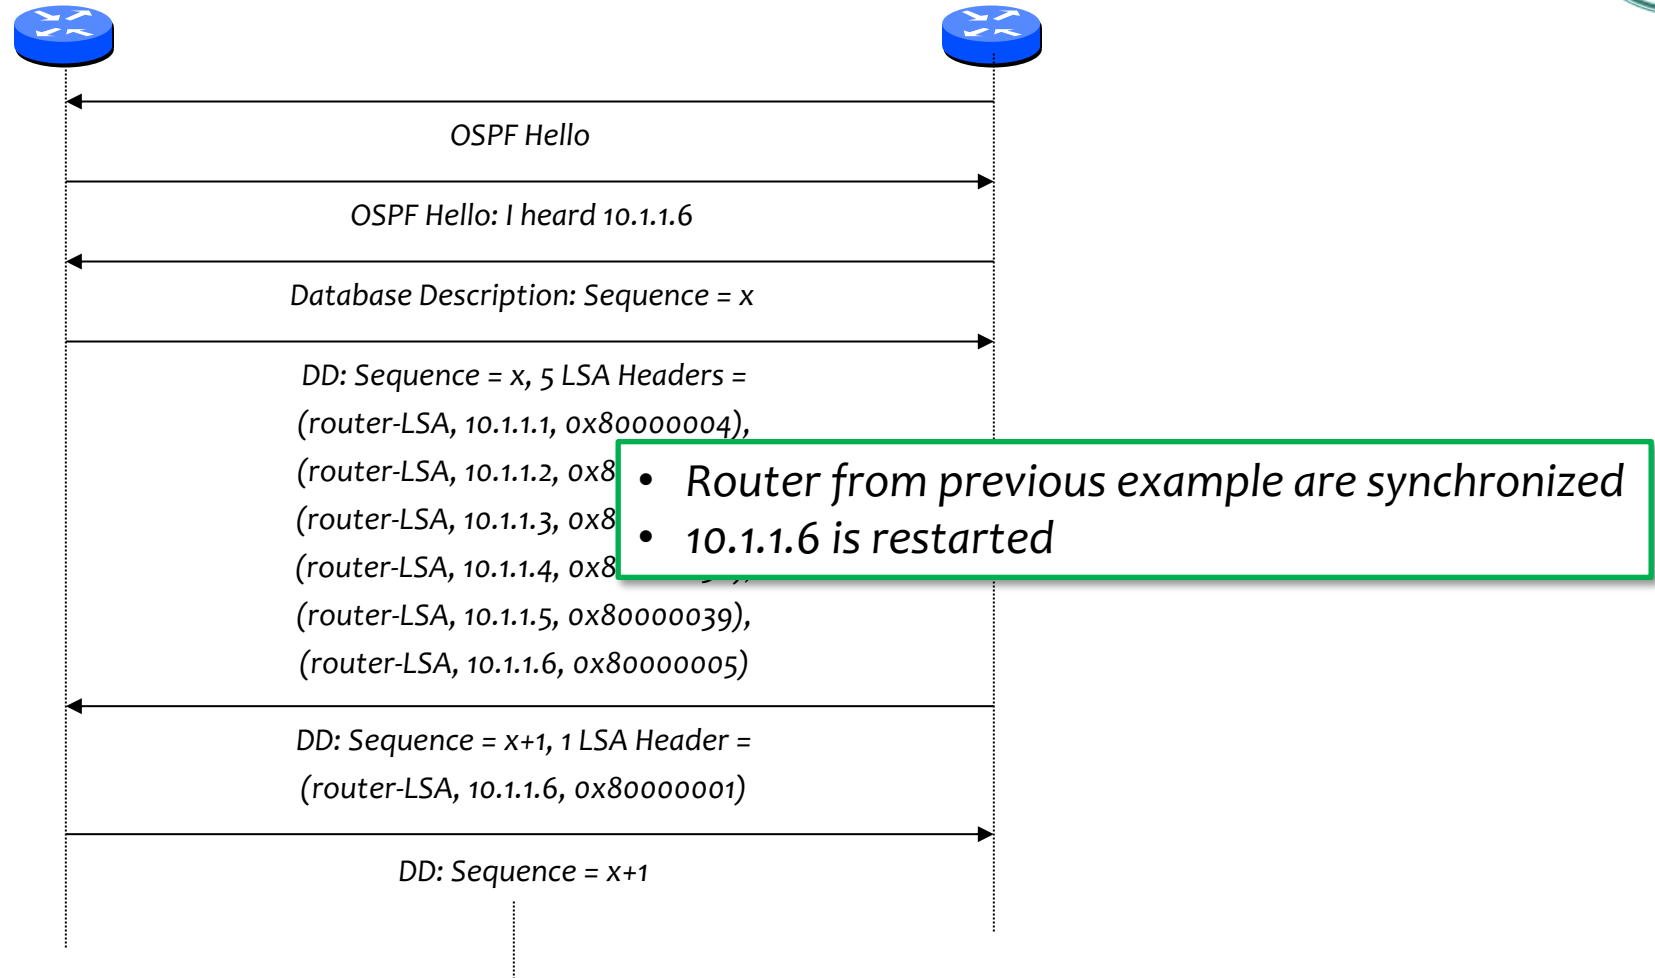 OSPF Hello
OSPF Hello: I heard 10.1.1.6
Database Description: Sequence = x
DD: Sequence = x, 5 LSA Headers =
(router-LSA, 10.1.1.1, 0x80000004),
(router-LSA, 10.1.1.2, 0x8
(router-LSA, 10.1.1.3, 0x8
(router-LSA, 10.1.1.4, 0x8
(router-LSA, 10.1.1.5, 0x80000039),
(router-LSA, 10.1.1.6, 0x80000005)
• Router from previous example are synchronized
• 10.1.1.6 is restarted
DD: Sequence = x+1, 1 LSA Header =
(router-LSA, 10.1.1.6, 0x80000001)
DD: Sequence = x+1